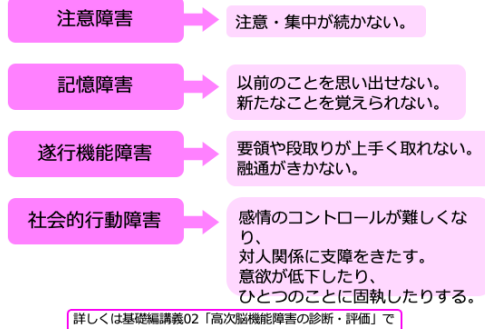 注意障害
注意・集中が続かない。
記憶障害
以前のことを思い出せない。
新たなことを覚えられない。
遂行機能障害
要領や段取りが上手く取れない。
融通がきかない。
社会的行動障害
感情のコントロールが難しくな
り、
対人関係に支障をきたす。
意欲が低下したり、
ひとつのことに固執したりする。
詳しくは基礎編講義02「高次脳機能障害の診断・評価」で